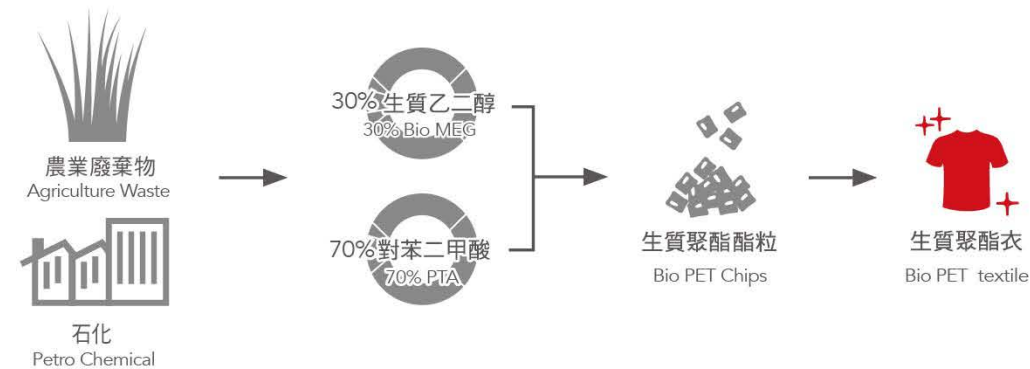 農業廢棄物
Agriculture Waste
石化
Petro Chemical
30% 生質乙二醇
30% Bio MEG
70% 對苯二甲酸
70% PTA
生質聚酯酯粒
Bio PET Chips
生質聚酯衣
Bio PET textile